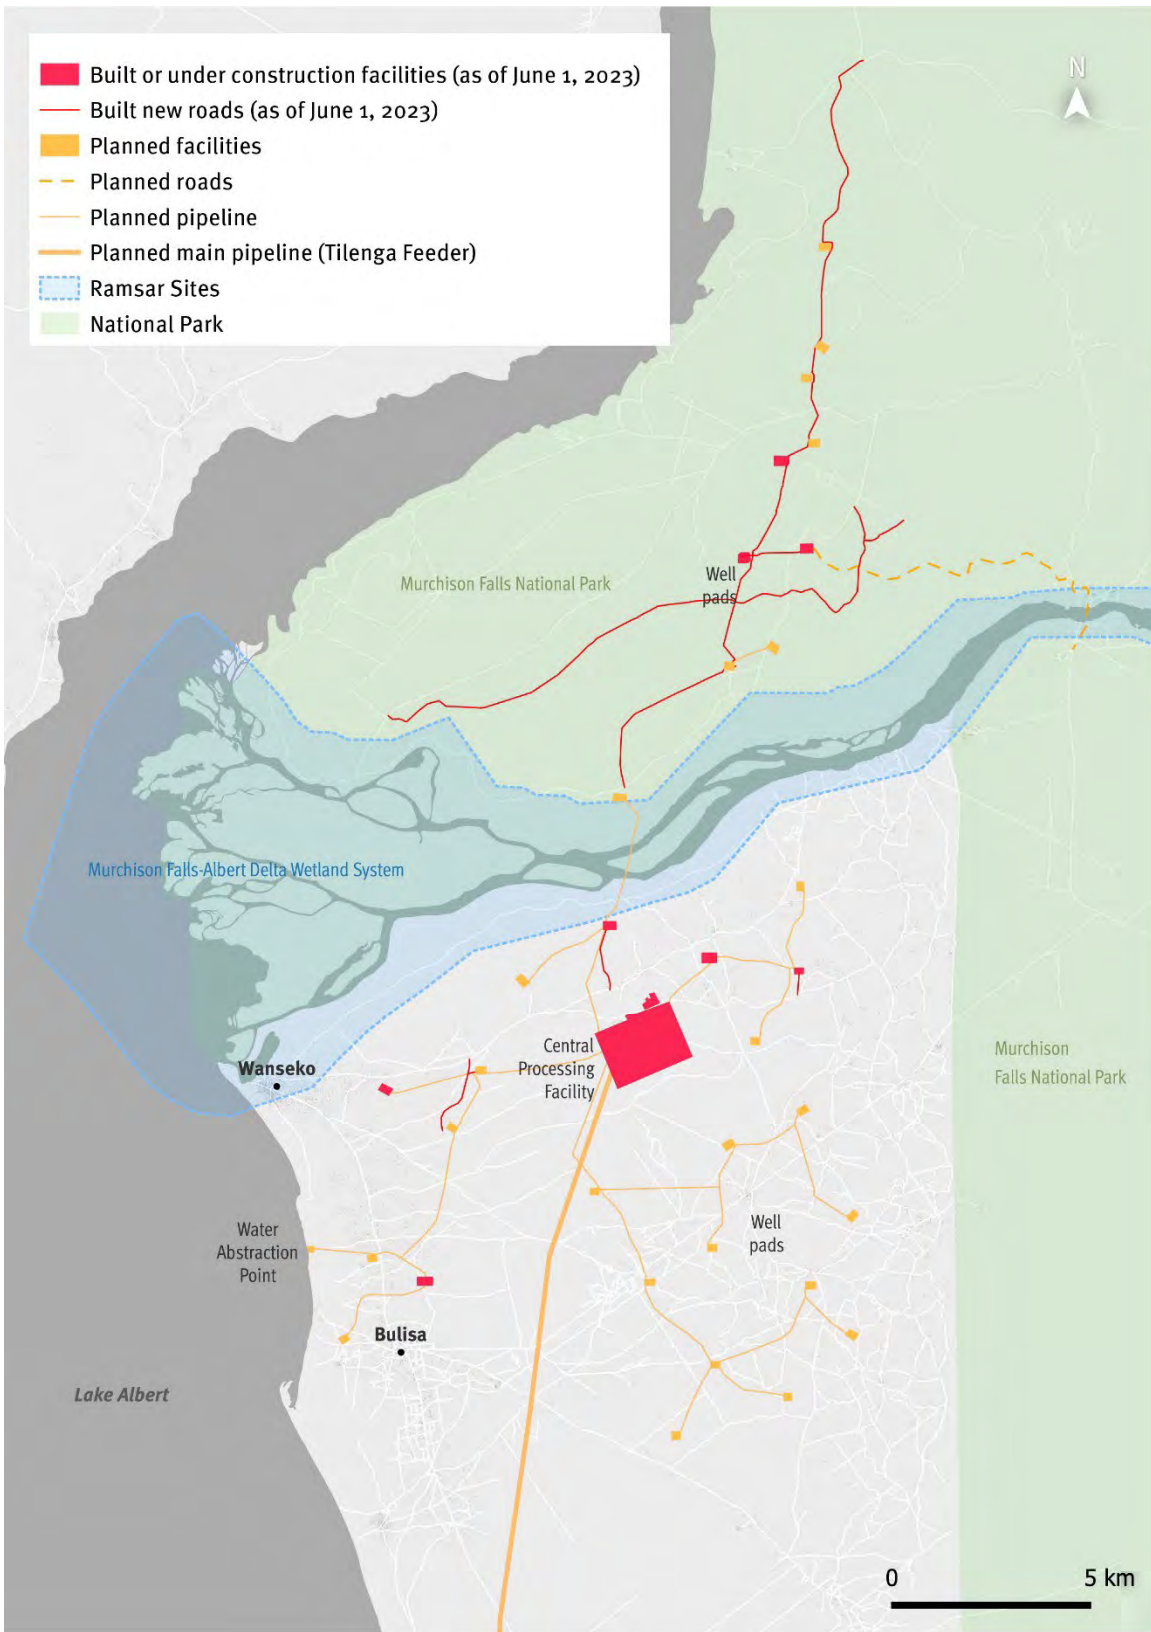 Built or under construction facilities (as of June 1, 2023)
Built new roads (as of June 1, 2023)
Planned facilities
Planned roads
Planned pipeline
Planned main pipeline (Tilenga Feeder)
Ramsar Sites
National Park
N
Murchison Falls National Park
Well
pads
Murchison Falls-Albert Delta Wetland System
Central
Processing
Facility
Wanseko
Murchison
Falls National Park
Water
Abstraction
Point
Well
pads
Bulisa
Lake Albert
0 5 km